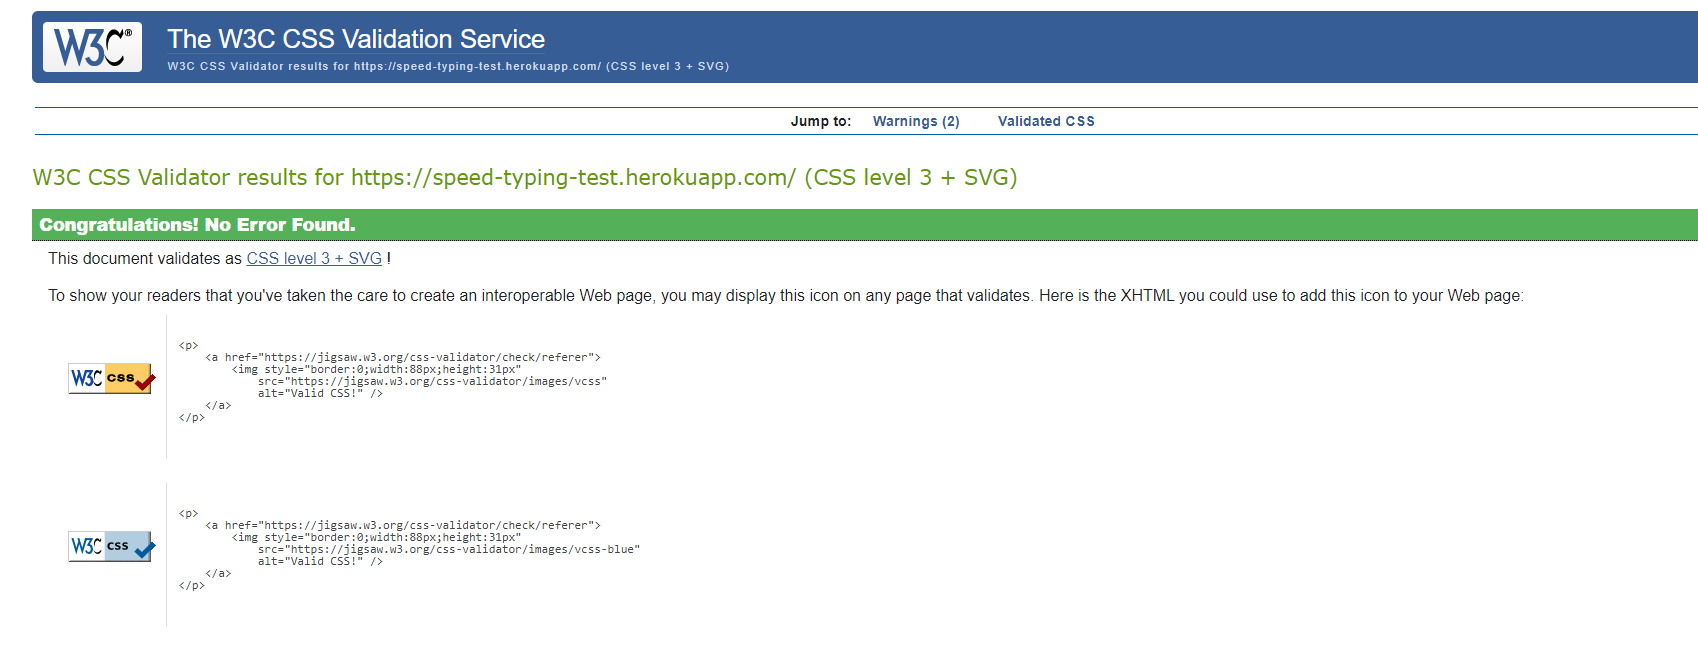 W3C®
The W3C CSS Validation Service
W3C CSS Validator results for https://speed-typing-test.herokuapp.com/ (CSS level 3 + SVG)
Jump to: Warnings (2) Validated CSS
W3C CSS Validator results for https://speed-typing-test.herokuapp.com/ (CSS level 3 + SVG)
Congratulations! No Error Found.
This document validates as CSS level 3 + SVG !
To show your readers that you've taken the care to create an interoperable Web page, you may display this icon on any page that validates. Here is the XHTML you could use to add this icon to your Web page:
W3C css
<p>
    <a href="https://jigsaw.w3.org/css-validator/check/referer">
        <img style="border:0;width:88px;height:31px"
            src="https://jigsaw.w3.org/css-validator/images/vcss"
            alt="Valid CSS!" />
    </a>
</p>
W3C css
<p>
    <a href="https://jigsaw.w3.org/css-validator/check/referer">
        <img style="border:0;width:88px;height:31px"
            src="https://jigsaw.w3.org/css-validator/images/vcss-blue"
            alt="Valid CSS!" />
    </a>
</p>